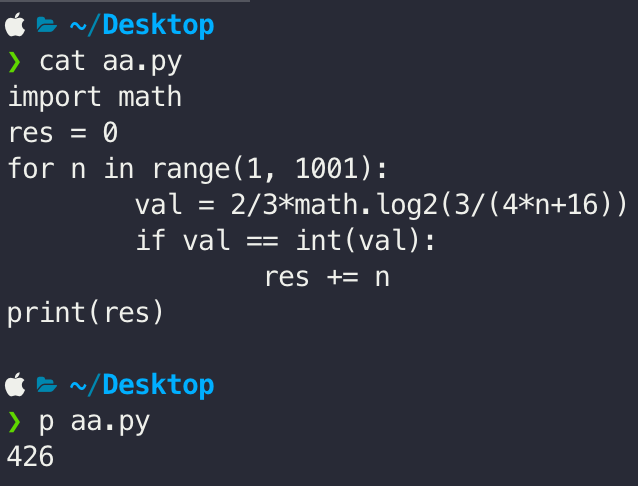 ~/Desktop
❯ cat aa.py
import math
res = 0
for n in range(1, 1001):
        val = 2/3*math.log2(3/(4*n+16))
        if val == int(val):
                res += n
print(res)
~/Desktop
❯ p aa.py
426